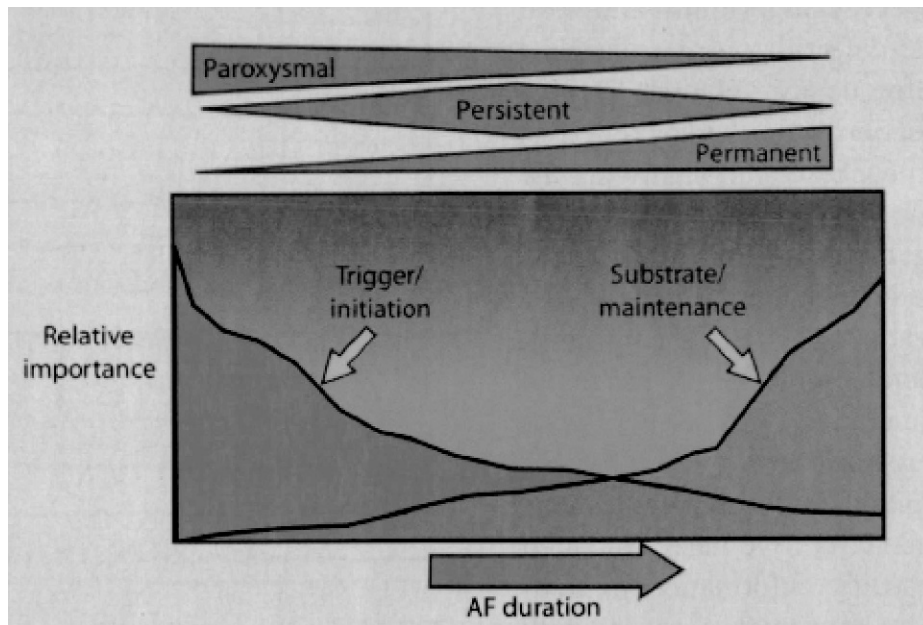 Paroxysmal
Persistent
Permanent
Trigger/
initiation
Substrate/
maintenance
Relative
importance
AF duration